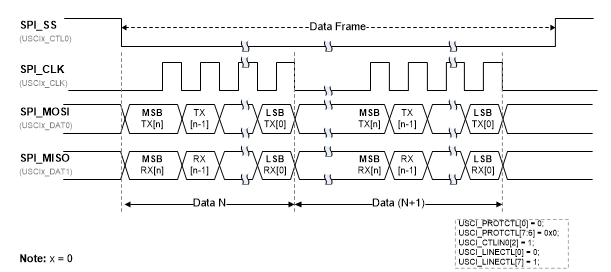 SPI_SS
(USCIx_CTL0)
Data Frame
SPI_CLK
(USCIx_CLK)
SPI_MOSI
(USCIx_DAT0)
MSB
TX[n]
TX
[n-1]
LSB
TX[0]
MSB
TX[n]
TX
[n-1]
LSB
TX[0]
SPI_MISO
(USCIx_DAT1)
MSB
RX[n]
RX
[n-1]
LSB
RX[0]
MSB
RX[n]
RX
[n-1]
LSB
RX[0]
Data N
Data (N+1)
USCI_PROTCTL[0] = 0;
USCI_PROTCTL[7:6] = 0x0;
USCI_CTLIN0[2] = 1;
USCI_LINECTL[0] = 0;
USCI_LINECTL[7] = 1;
Note: x = 0